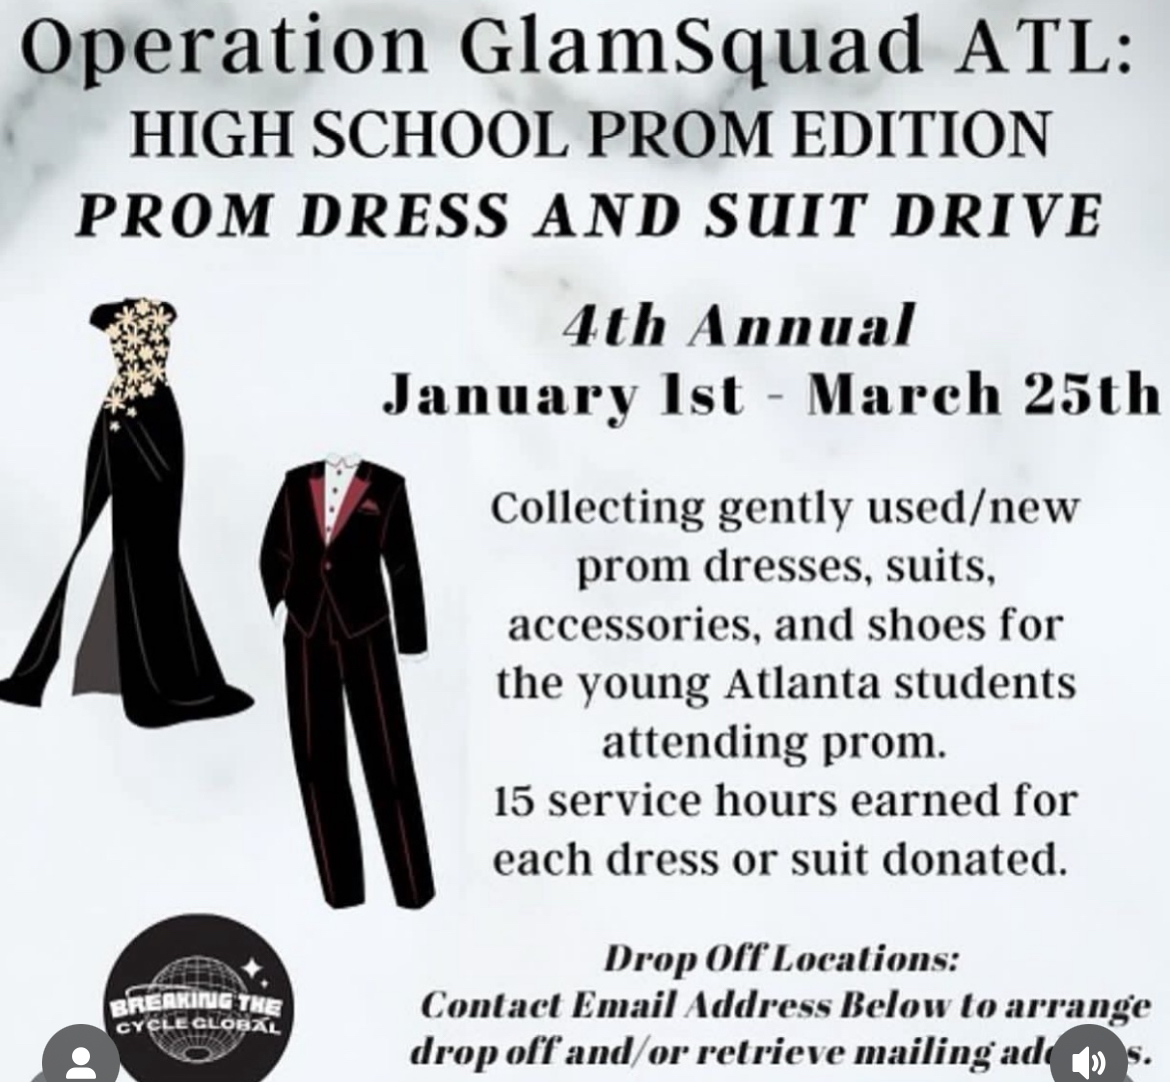 Operation GlamSquad ATL:
HIGH SCHOOL PROM EDITION
PROM DRESS AND SUIT DRIVE
4th Annual
January 1st - March 25th
Collecting gently used/new
prom dresses, suits,
accessories, and shoes for
the young Atlanta students
attending prom.
15 service hours earned for
each dress or suit donated.
BREAKING THE
CYCLE GLOBAL
Drop Off Locations:
Contact Email Address Below to arrange
drop off and/or retrieve mailing